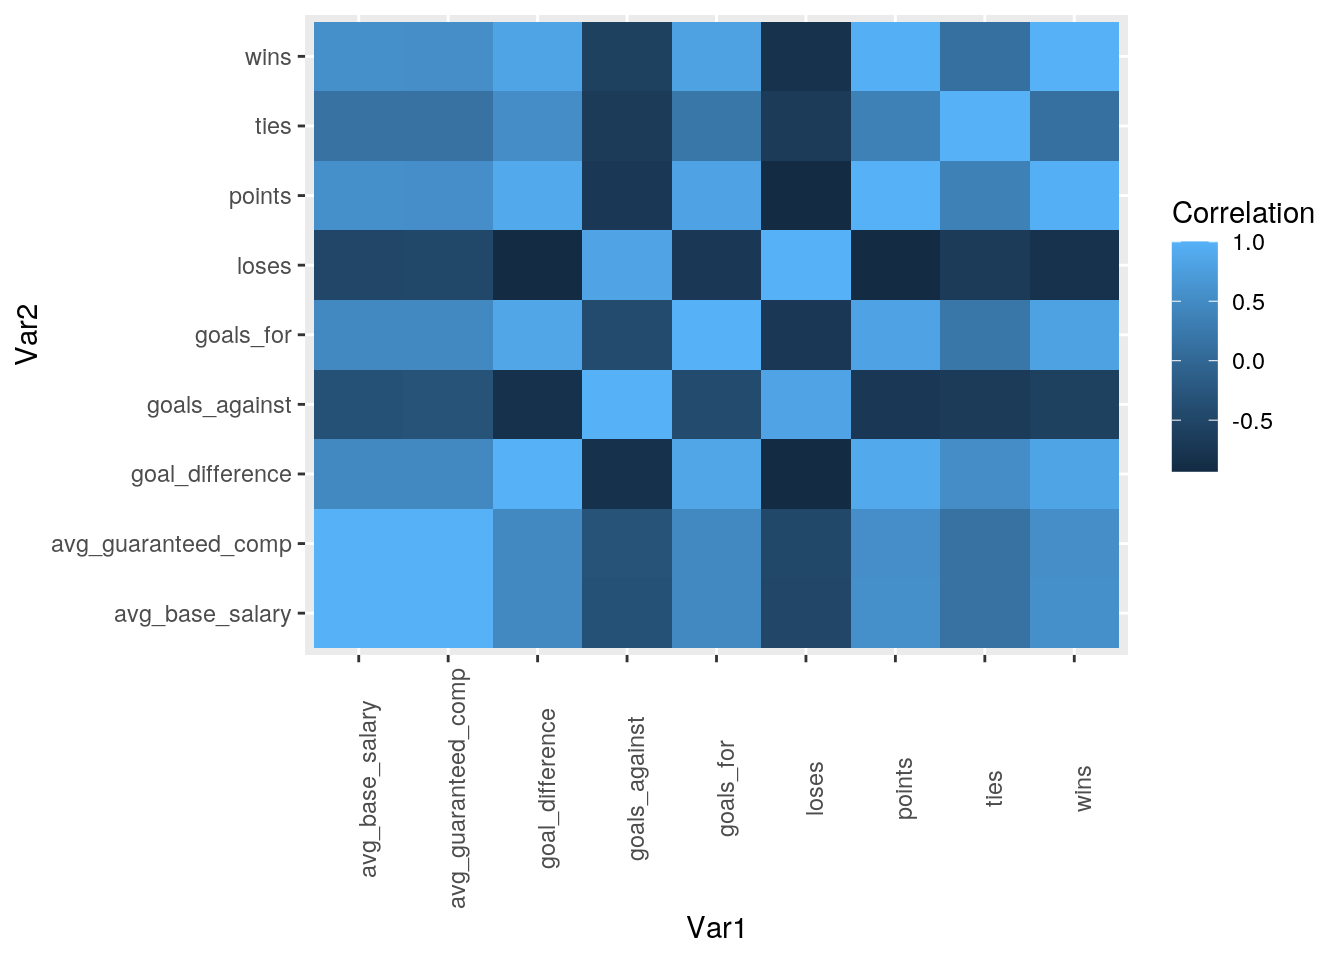 wins
ties
points
loses
goals_for
goals_against
goal_difference
avg_guaranteed_comp
avg_base_salary
Var2
avg_base_salary
avg_guaranteed_comp
goal_difference
goals_against
goals_for
loses
points
ties
wins
Var1
Correlation
1.0
0.5
0.0
-0.5